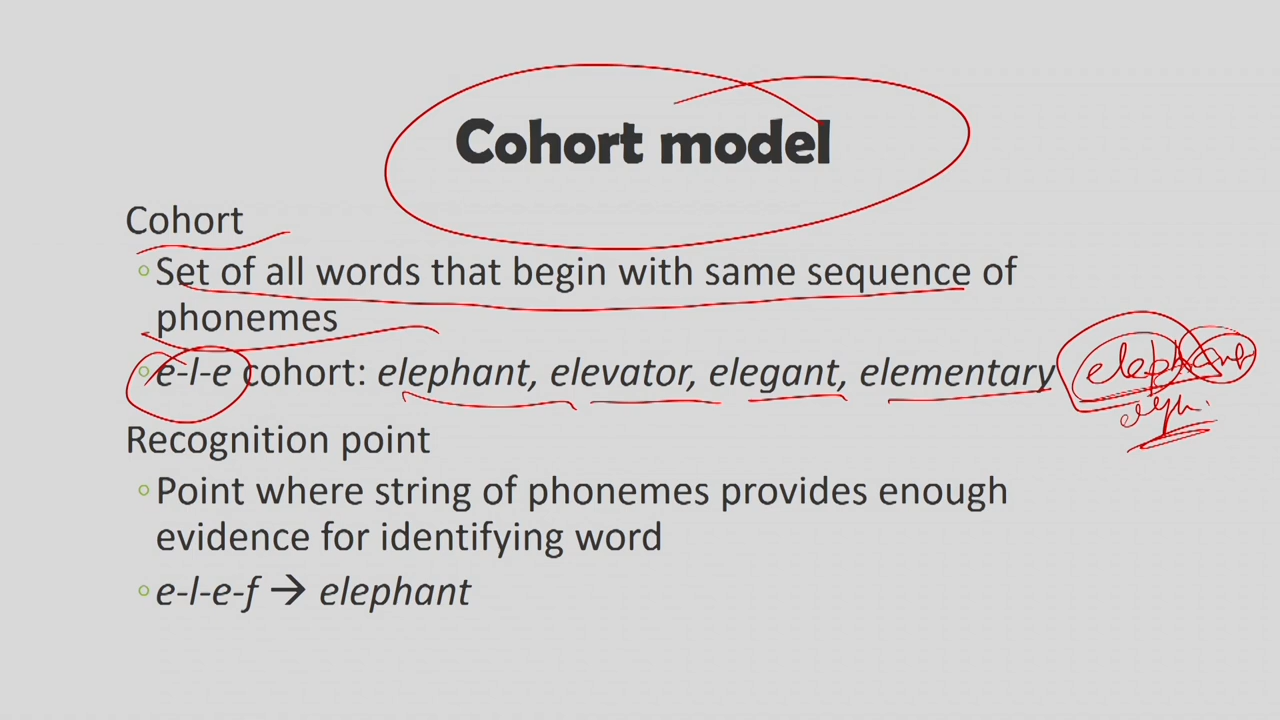 Cohort model
Cohort
Set of all words that begin with same sequence of
phonemes
e-l-e cohort: elephant, elevator, elegant, elementary
Recognition point
Point where string of phonemes provides enough
evidence for identifying word
e-l-e-f → elephant